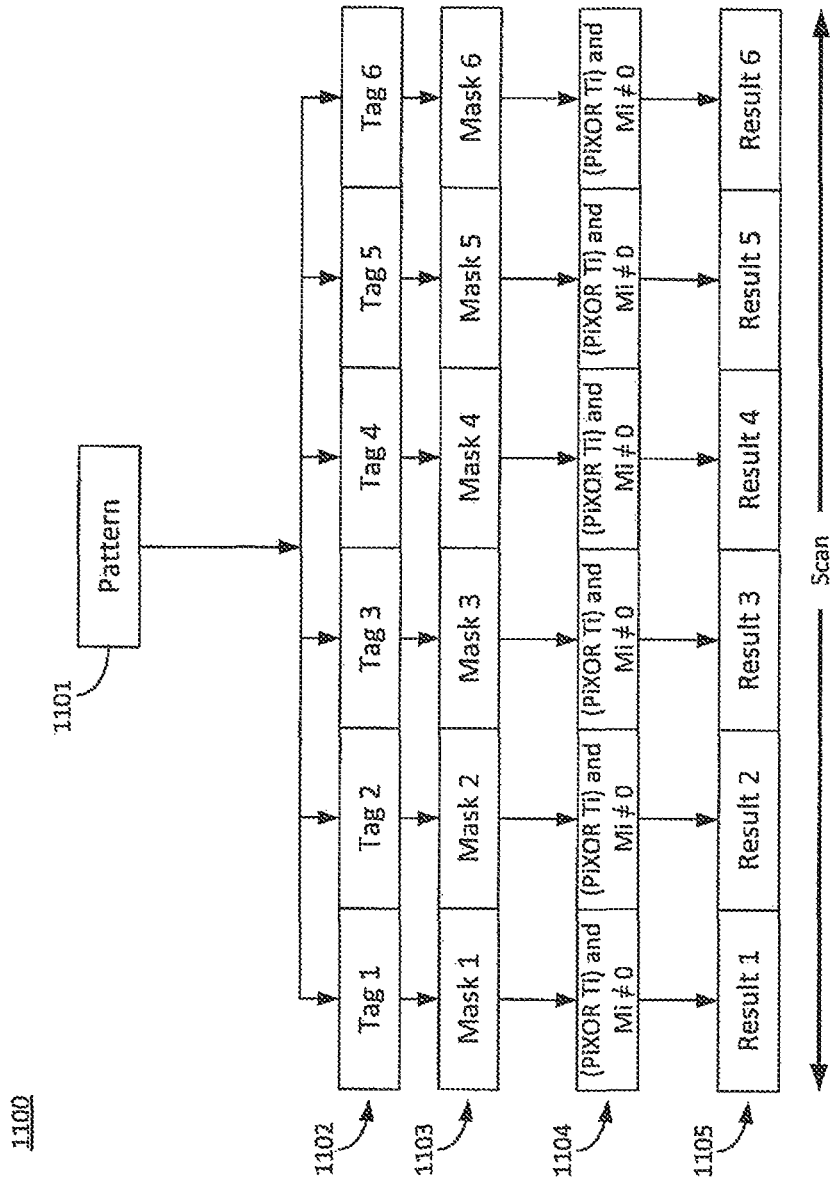 1100
Pattern
1101
1102
Tag 1
Tag 2
Tag 3
Tag 4
Tag 5
Tag 6
1103
Mask 1
Mask 2
Mask 3
Mask 4
Mask 5
Mask 6
1104
(PiXOR Ti) and
Mi ≠ 0
(PiXOR Ti) and
Mi ≠ 0
(PiXOR Ti) and
Mi ≠ 0
(PiXOR Ti) and
Mi ≠ 0
(PiXOR Ti) and
Mi ≠ 0
(PiXOR Ti) and
Mi ≠ 0
1105
Result 1
Result 2
Result 3
Result 4
Result 5
Result 6
Scan